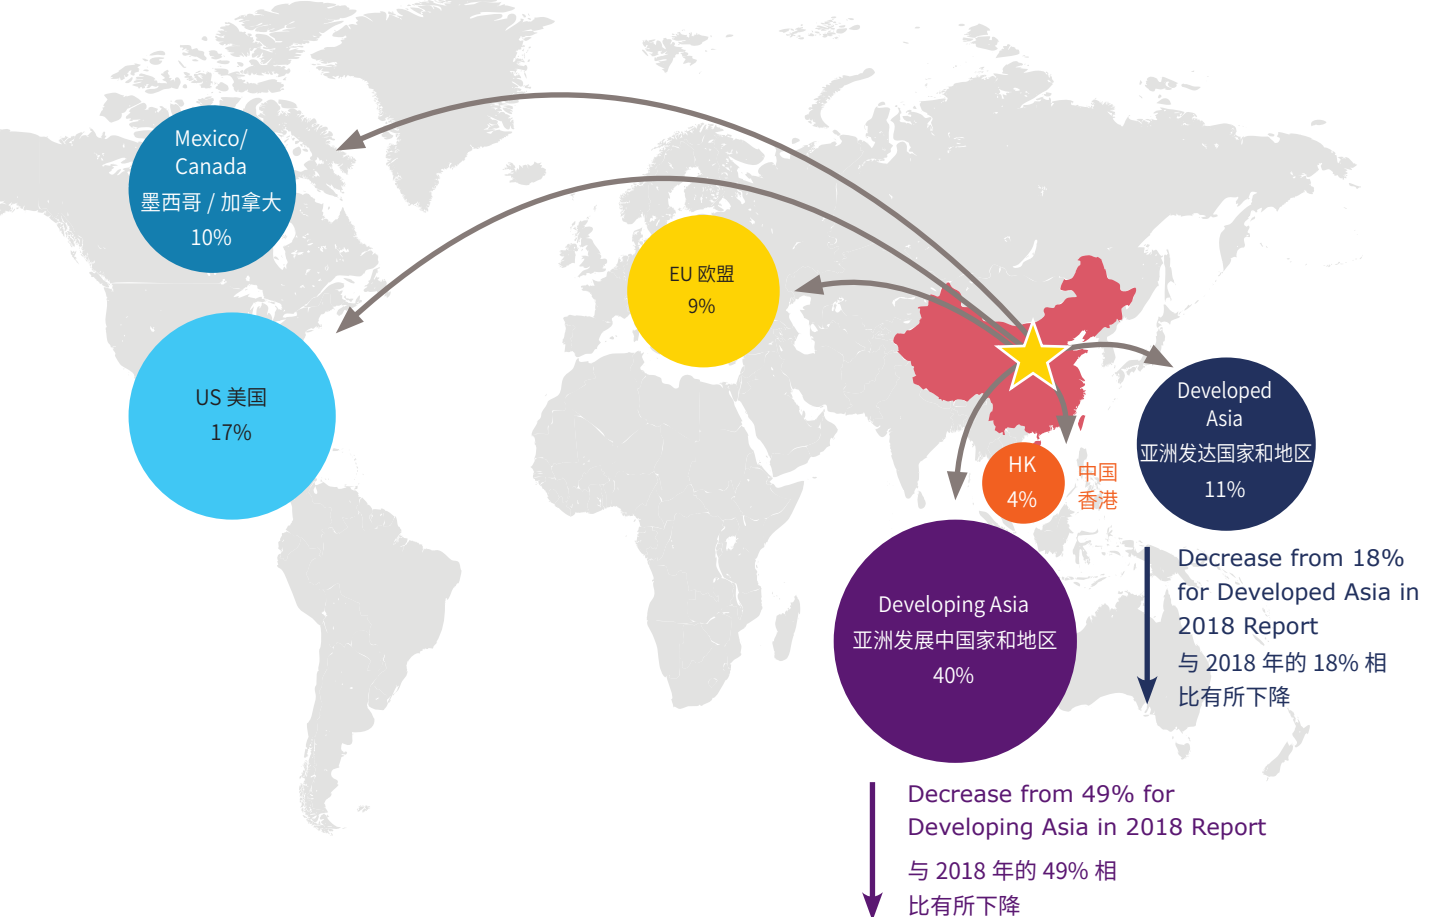 Mexico/
Canada
墨西哥 / 加拿大
10%
US 美国
17%
EU 欧盟
9%
HK
4%
中国
香港
Developed
Asia
亚洲发达国家和地区
11%
Decrease from 18%
for Developed Asia in
2018 Report
与 2018 年的 18% 相
比有所下降
Developing Asia
亚洲发展中国家和地区
40%
Decrease from 49% for
Developing Asia in 2018 Report
与 2018 年的 49% 相
比有所下降